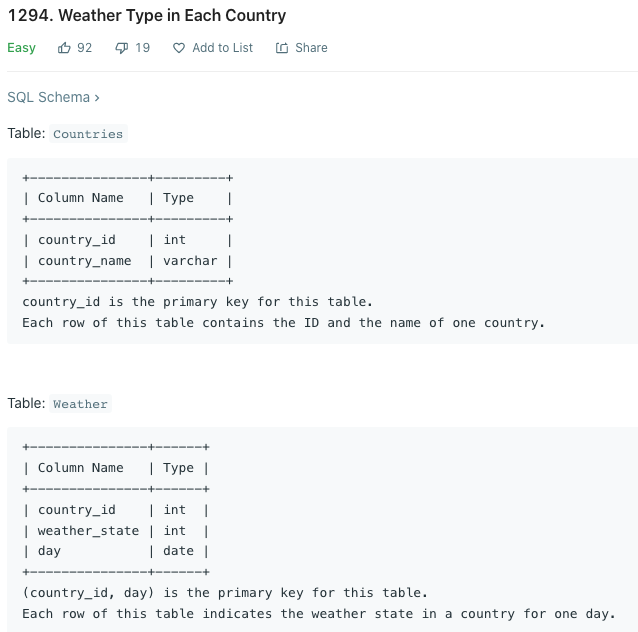 1294. Weather Type in Each Country
Easy 92 19 Add to List Share
SQL Schema >
Table: Countries
+---------------+---------+
| Column Name   | Type    |
+---------------+---------+
| country_id    | int     |
| country_name  | varchar |
+---------------+---------+
country_id is the primary key for this table.
Each row of this table contains the ID and the name of one country.
Table: Weather
+---------------+------+
| Column Name   | Type |
+---------------+------+
| country_id    | int  |
| weather_state | int  |
| day           | date |
+---------------+------+
(country_id, day) is the primary key for this table.
Each row of this table indicates the weather state in a country for one day.